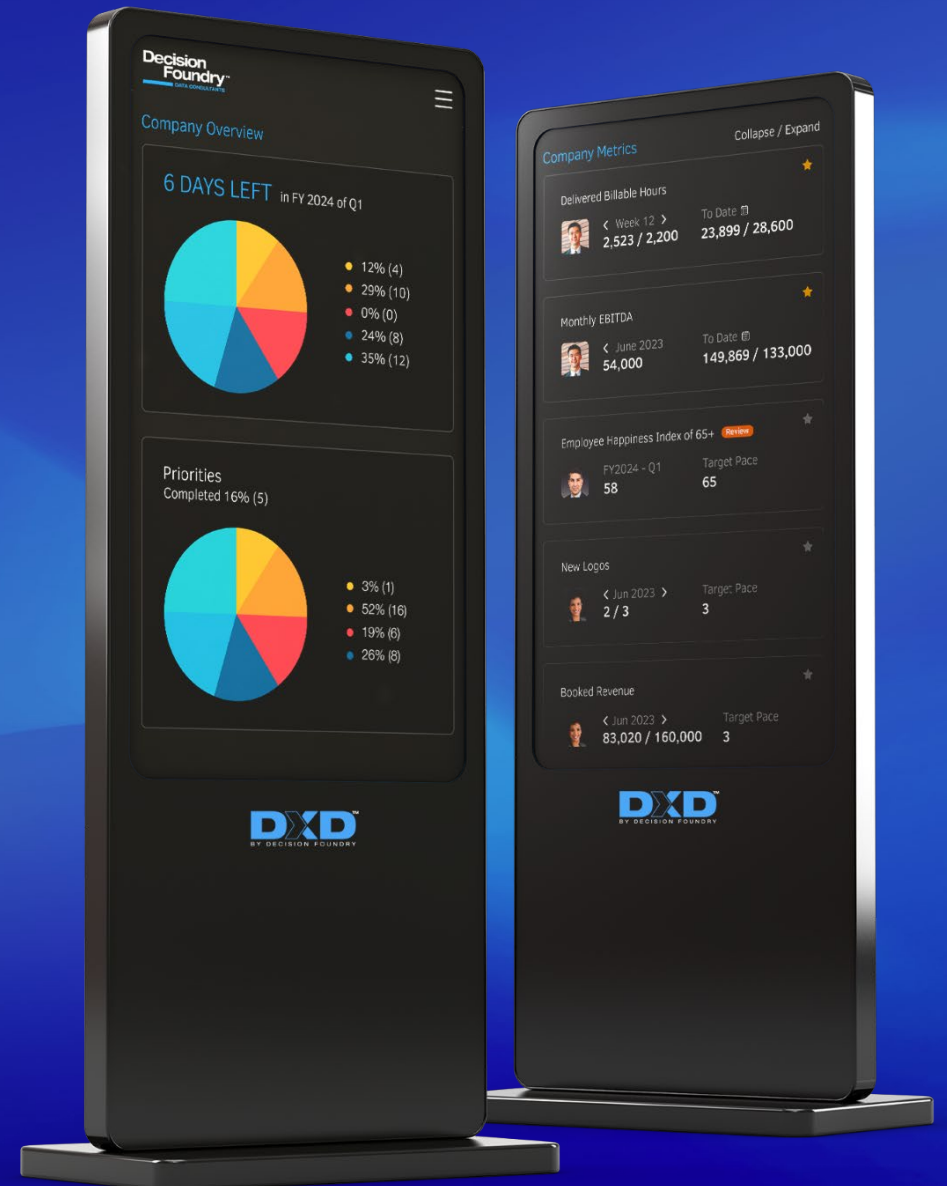 Decision
Foundry™
DATA CONSULTANTS
Company Overview
6 DAYS LEFT in FY 2024 of Q1
12% (4)
29% (10)
0% (0)
24% (8)
35% (12)
Priorities
Completed 16% (5)
3% (1)
52% (16)
19% (6)
26% (8)
DXD™
BY DECISION FOUNDRY
Company Metrics
Collapse / Expand
Delivered Billable Hours
< Week 12 > To Date
2,523 / 2,200 23,899 / 28,600
Monthly EBITDA
< June 2023 To Date
54,000 149,869 / 133,000
Employee Happiness Index of 65+ Review
FY2024 - Q1 Target Pace
58 65
New Logos
< Jun 2023 > Target Pace
2 / 3 3
Booked Revenue
< Jun 2023 > Target Pace
83,020 / 160,000 3
DXD™
BY DECISION FOUNDRY